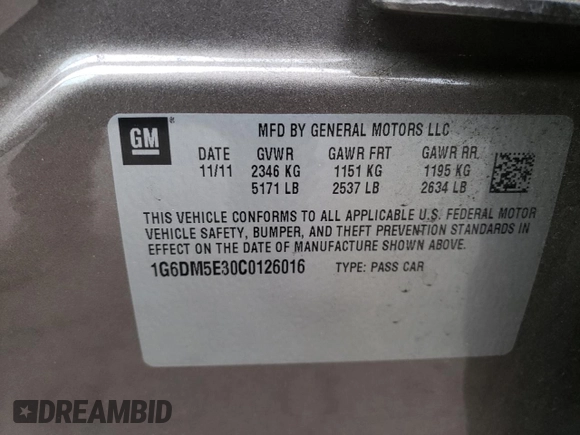 GM
MFD BY GENERAL MOTORS LLC
DATE GVWR GAWR FRT GAWR RR
11/11 2346 KG 1151 KG 1195 KG
5171 LB 2537 LB 2634 LB
THIS VEHICLE CONFORMS TO ALL APPLICABLE U.S. FEDERAL MOTOR
VEHICLE SAFETY, BUMPER, AND THEFT PREVENTION STANDARDS IN
EFFECT ON THE DATE OF MANUFACTURE SHOWN ABOVE.
1G6DM5E30C0126016 TYPE: PASS CAR
DREAMBID